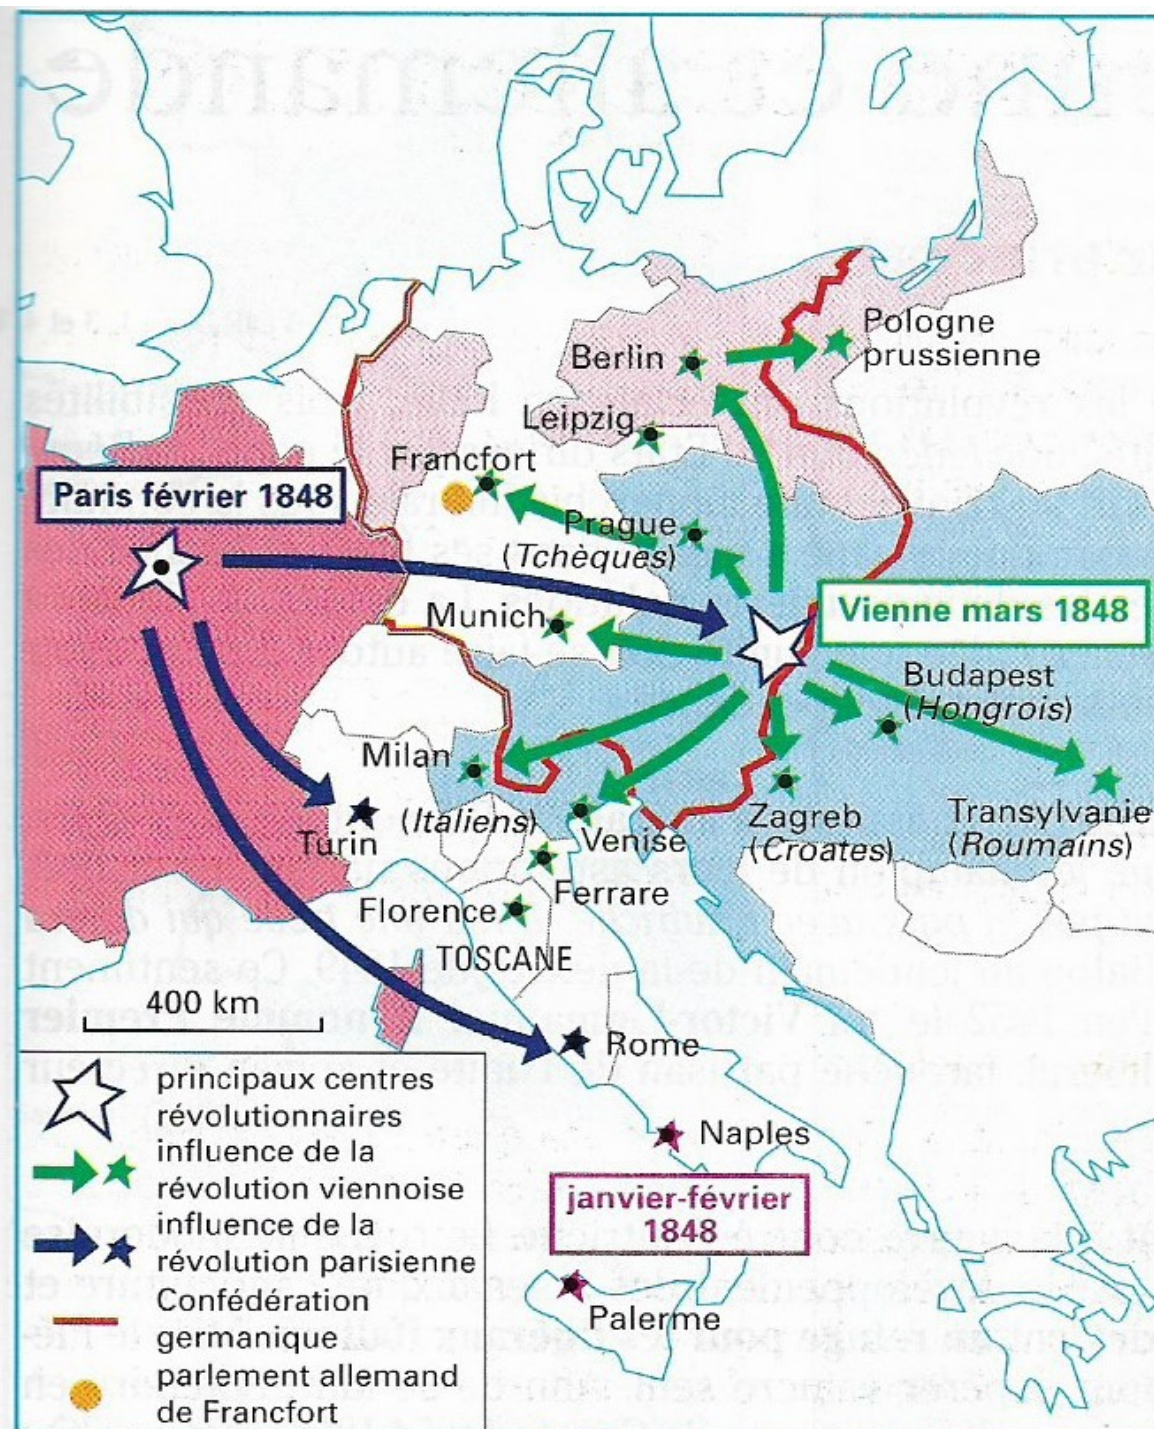 Pologne
prussienne
Berlin
Leipzig
Francfort
Paris février 1848
Prague
(Tchèques)
Vienne mars 1848
Munich
Budapest
(Hongrois)
Milan
(Italiens)
Turin
Venise
Zagreb
(Croates)
Transylvanie
(Roumains)
Ferrare
Florence
TOSCANE
400 km
Rome
Naples
janvier-février
1848
Palerme
principaux centres
révolutionnaires
influence de la
révolution viennoise
influence de la
révolution parisienne
Confédération
germanique
parlement allemand
de Francfort